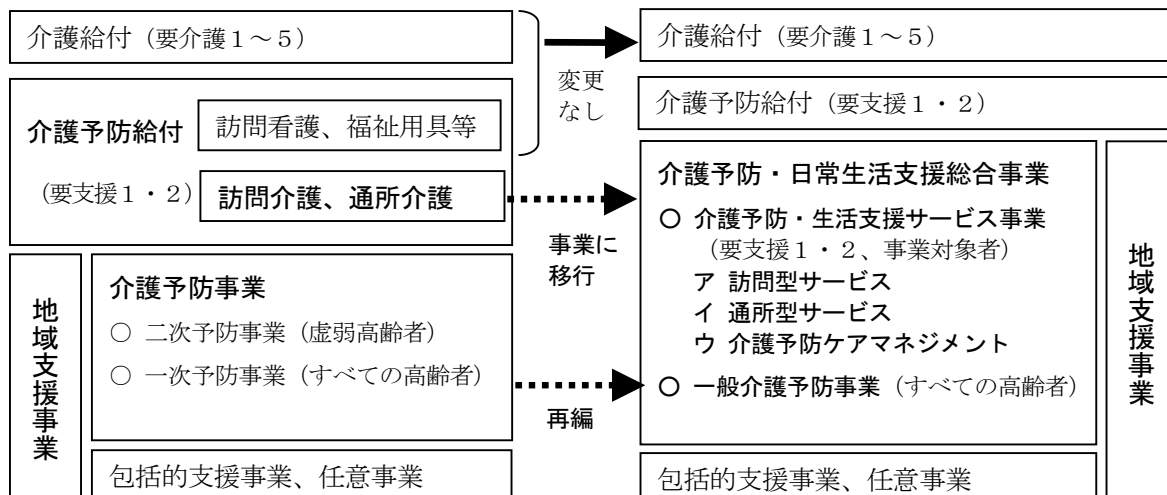 介護給付（要介護１～５）
介護予防給付
訪問看護、福祉用具等
（要支援１・２）
訪問介護、通所介護
地域支援事業
介護予防事業
○ 二次予防事業（虚弱高齢者）
○ 一次予防事業（すべての高齢者）
包括的支援事業、任意事業
変更
なし
事業に
移行
再編
介護給付（要介護１～５）
介護予防給付（要支援１・２）
介護予防・日常生活支援総合事業
○ 介護予防・生活支援サービス事業
（要支援１・２、事業対象者）
ア 訪問型サービス
イ 通所型サービス
ウ 介護予防ケアマネジメント
○ 一般介護予防事業（すべての高齢者）
地域支援事業
包括的支援事業、任意事業